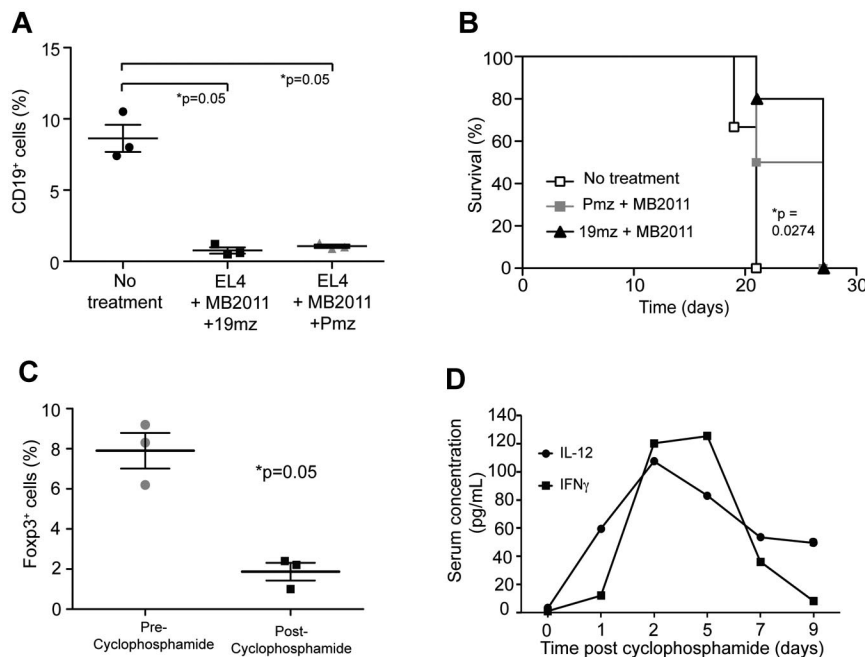 A
CD19+ cells (%)
15
10
5
0
*p=0.05
*p=0.05
No
treatment
EL4
+ MB2011
+19mz
EL4
+ MB2011
+Pmz
B
Survival (%)
100
80
60
40
20
0
No treatment
Pmz + MB2011
19mz + MB2011
*p =
0.0274
0
10
20
30
Time (days)
C
Foxp3+ cells (%)
10
8
6
4
2
0
*p=0.05
Pre-
Cyclophosphamide
Post-
Cyclophosphamide
D
Serum concentration
(pg/mL)
140
120
100
80
60
40
20
0
IL-12
IFNγ
0
1
2
5
7
9
Time post cyclophosphamide (days)